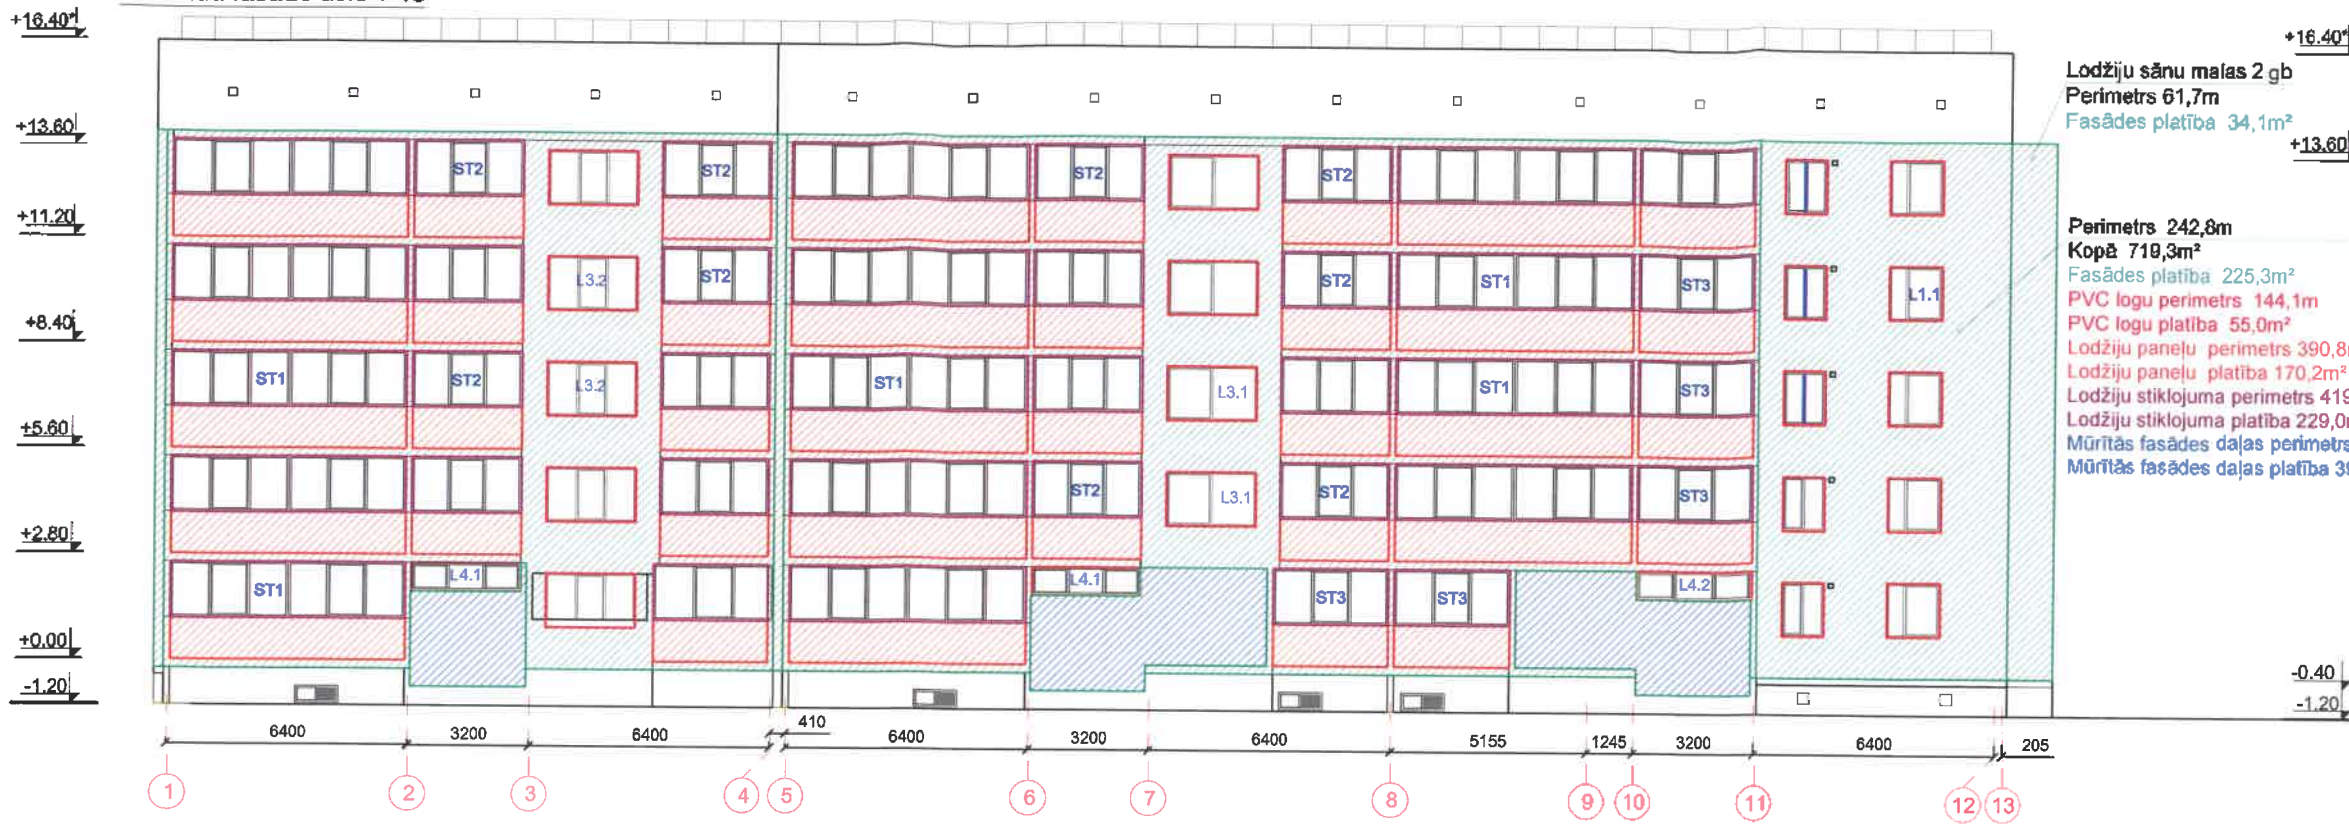 +16.40*
+16.40*
Lodžiju sānu malas 2 gb
Perimetrs 61,7m
Fasādes platība 34,1m²
+13.60
+13.60
ST2
ST2
ST2
ST2
+11.20
Perimetrs 242,8m
Kopā 719,3m²
Fasādes platība 225,3m²
PVC logu perimetrs 144,1m
PVC logu platība 55,0m²
Lodžiju paneļu perimetrs 390,8
Lodžiju paneļu platība 170,2m²
Lodžiju stiklojuma perimetrs 419
Lodžiju stiklojuma platība 229,0
Mūrītās fasādes daļas perimetrs
Mūrītās fasādes daļas platība
L3.2
ST2
ST2
ST1
ST3
L1.1
+8.40
ST1
ST2
L3.2
ST1
L3.1
ST1
ST3
+5.60
ST2
L3.1
ST2
ST3
+2.80
ST1
L4.1
L4.1
ST3
ST3
L4.2
+0.00
-0.40
-1.20
-1.20
6400
3200
6400
410
6400
3200
6400
5155
1245
3200
6400
205
1
2
3
4
5
6
7
8
9
10
11
12
13